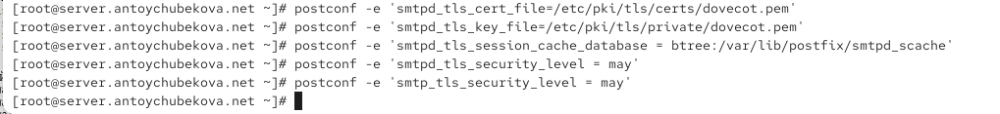 [root@server.antoychubekova.net ~]# postconf -e 'smtpd_tls_cert_file=/etc/pki/tls/certs/dovecot.pem'
[root@server.antoychubekova.net ~]# postconf -e 'smtpd_tls_key_file=/etc/pki/tls/private/dovecot.pem'
[root@server.antoychubekova.net ~]# postconf -e 'smtpd_tls_session_cache_database = btree:/var/lib/postfix/smtpd_scache'
[root@server.antoychubekova.net ~]# postconf -e 'smtpd_tls_security_level = may'
[root@server.antoychubekova.net ~]# postconf -e 'smtp_tls_security_level = may'
[root@server.antoychubekova.net ~]#